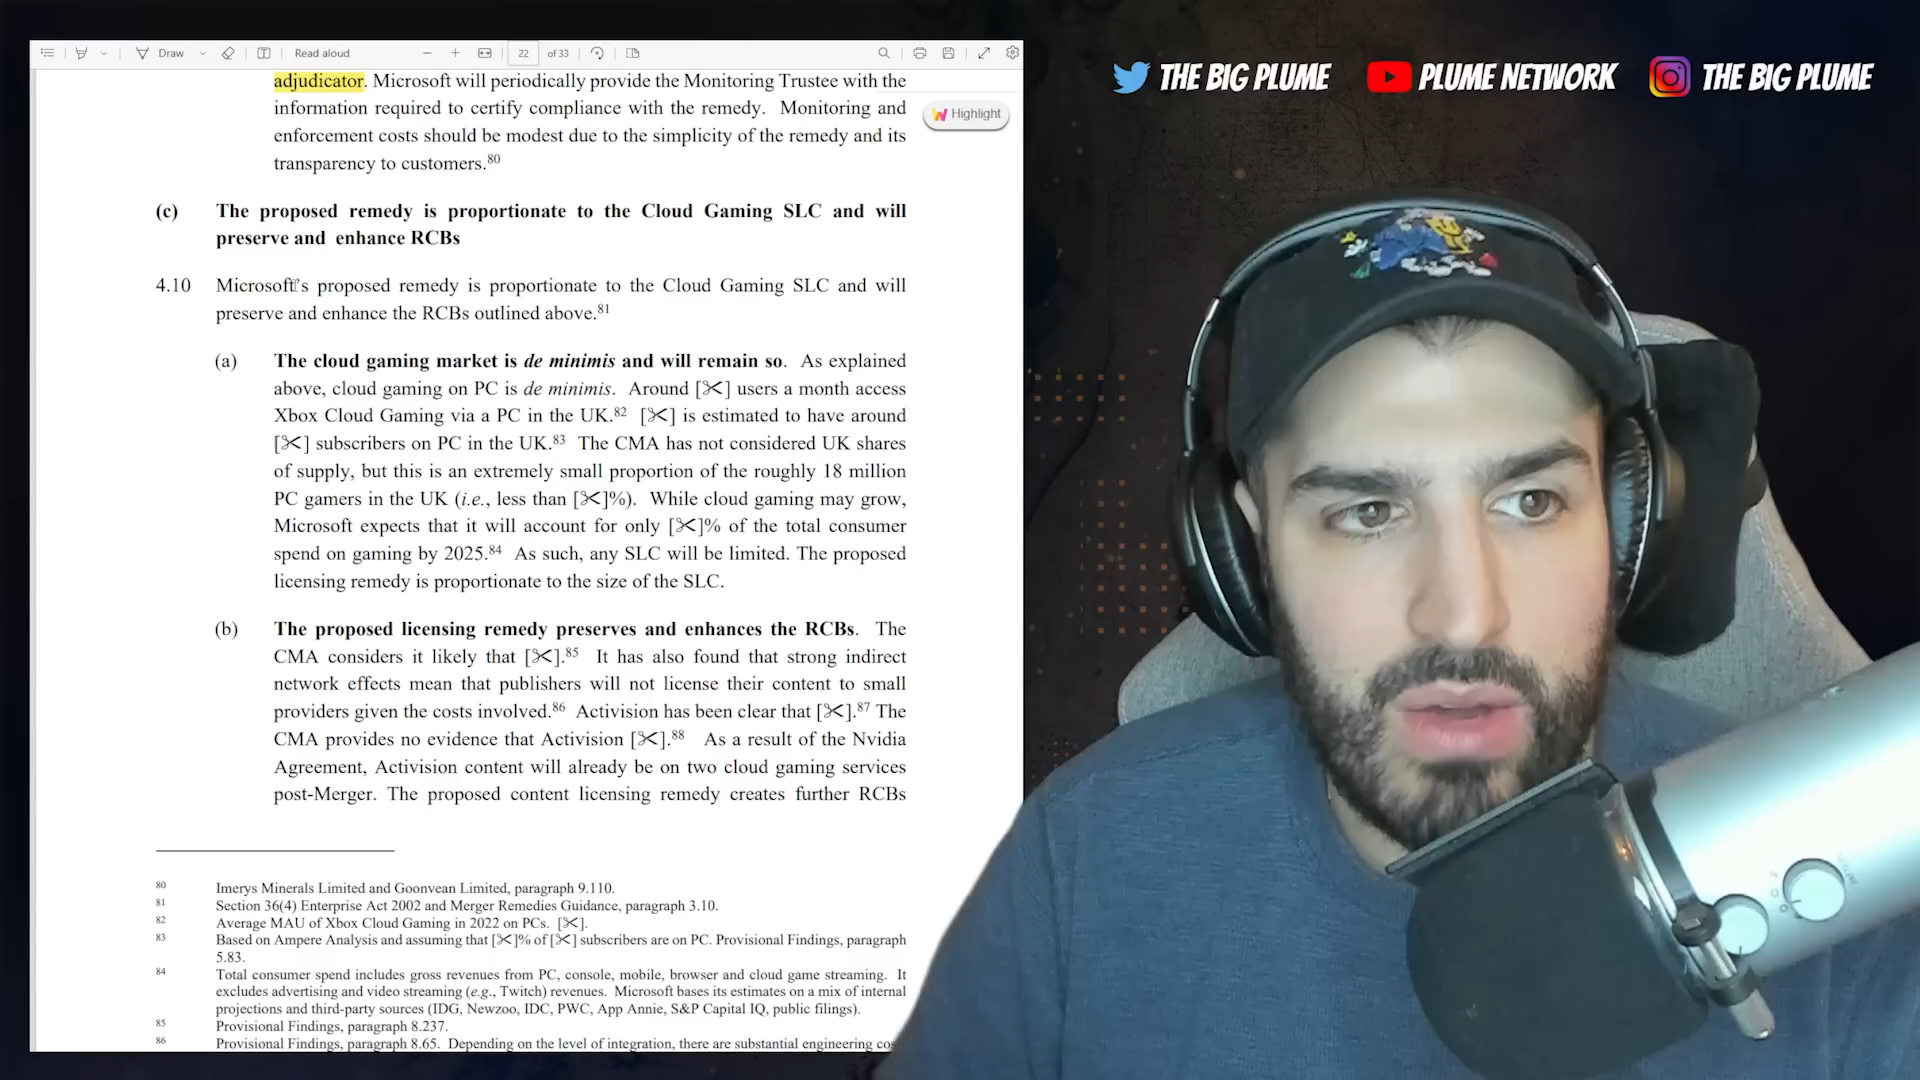 Draw
Read aloud
22 of 33
THE BIG PLUME
PLUME NETWORK
THE BIG PLUME
Highlight
adjudicator. Microsoft will periodically provide the Monitoring Trustee with the
information required to certify compliance with the remedy. Monitoring and
enforcement costs should be modest due to the simplicity of the remedy and its
transparency to customers.80
(c) The proposed remedy is proportionate to the Cloud Gaming SLC and will
preserve and enhance RCBs
4.10 Microsoft's proposed remedy is proportionate to the Cloud Gaming SLC and will
preserve and enhance the RCBs outlined above.81
(a) The cloud gaming market is de minimis and will remain so. As explained
above, cloud gaming on PC is de minimis. Around [✂] users a month access
Xbox Cloud Gaming via a PC in the UK.82 [✂] is estimated to have around
[✂] subscribers on PC in the UK.83 The CMA has not considered UK shares
of supply, but this is an extremely small proportion of the roughly 18 million
PC gamers in the UK (i.e., less than [✂]%). While cloud gaming may grow,
Microsoft expects that it will account for only [✂]% of the total consumer
spend on gaming by 2025.84 As such, any SLC will be limited. The proposed
licensing remedy is proportionate to the size of the SLC.
(b) The proposed licensing remedy preserves and enhances the RCBs. The
CMA considers it likely that [✂].85 It has also found that strong indirect
network effects mean that publishers will not license their content to small
providers given the costs involved.86 Activision has been clear that [✂].87 The
CMA provides no evidence that Activision [✂].88 As a result of the Nvidia
Agreement, Activision content will already be on two cloud gaming services
post-Merger. The proposed content licensing remedy creates further RCBs
80 Imerys Minerals Limited and Goonvean Limited, paragraph 9.110.
81 Section 36(4) Enterprise Act 2002 and Merger Remedies Guidance, paragraph 3.10.
82 Average MAU of Xbox Cloud Gaming in 2022 on PCs. [✂].
83 Based on Ampere Analysis and assuming that [✂]% of [✂] subscribers are on PC. Provisional Findings, paragraph
5.83.
84 Total consumer spend includes gross revenues from PC, console, mobile, browser and cloud game streaming. It
excludes advertising and video streaming (e.g., Twitch) revenues. Microsoft bases its estimates on a mix of internal
projections and third-party sources (IDG, Newzoo, IDC, PWC, App Annie, S&P Capital IQ, public filings).
85 Provisional Findings, paragraph 8.237.
86 Provisional Findings, paragraph 8.65. Depending on the level of integration, there are substantial engineering